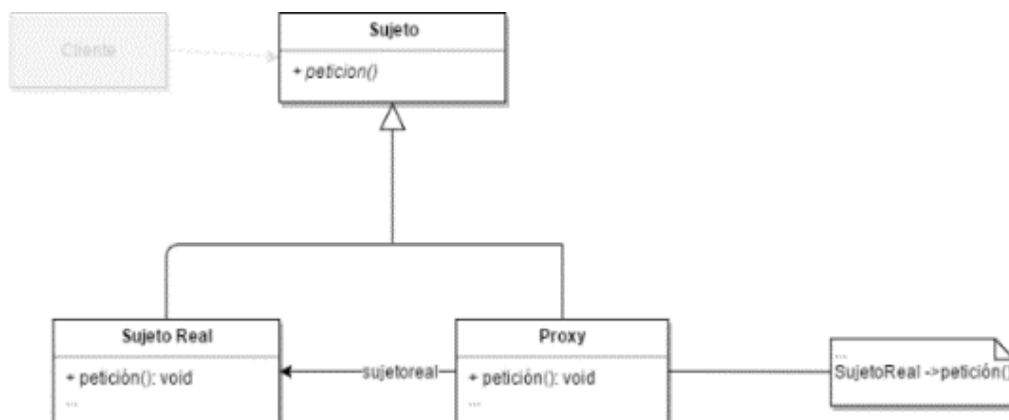 Cliente
Sujeto
+ peticion()
Sujeto Real
+ petición(): void
...
sujetoreal
Proxy
+ petición(): void
...
...
SujetoReal ->petición()